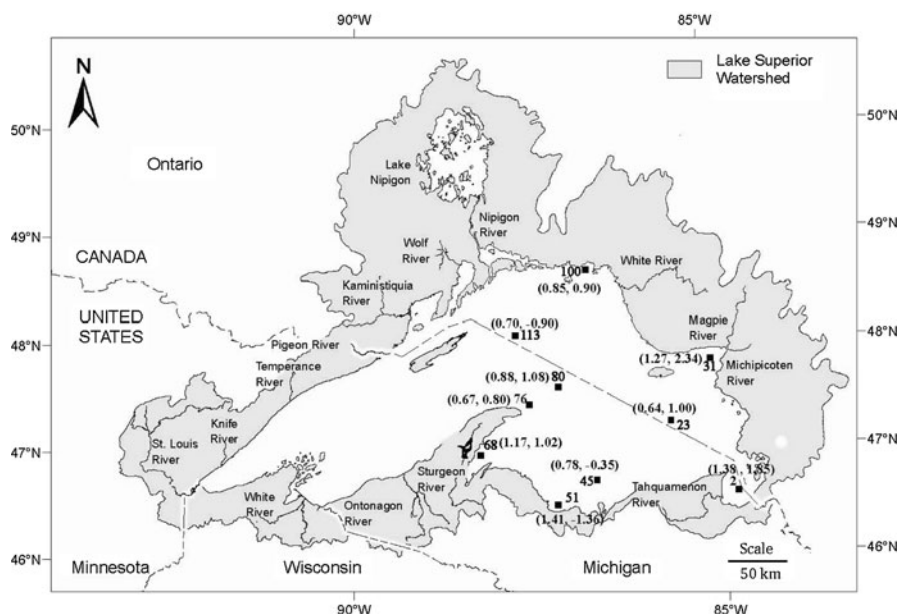 90°W
85°W
N
Lake Superior
Watershed
50°N
50°N
Ontario
Lake
Nipigon
49°N
Nipigon
River
49°N
Wolf
River
CANADA
White River
100
(0.85, 0.90)
Kaministiquia
River
UNITED
STATES
Magpie
River
48°N
(0.70, -0.90)
113
48°N
Pigeon River
Temperance
River
(1.27, 2.34)
31
Michipicoten
River
(0.88, 1.08) 80
(0.67, 0.80) 76
(0.64, 1.00)
23
Knife
River
St. Louis
River
47°N
68 (1.17, 1.02)
47°N
Sturgeon
River
(0.78, -0.35)
45
(1.38, 1.85)
2
Tahquamenon
River
White
River
Ontonagon
River
51
(1.41, -1.36)
46°N
46°N
Minnesota
Wisconsin
Michigan
Scale
50 km
90°W
85°W